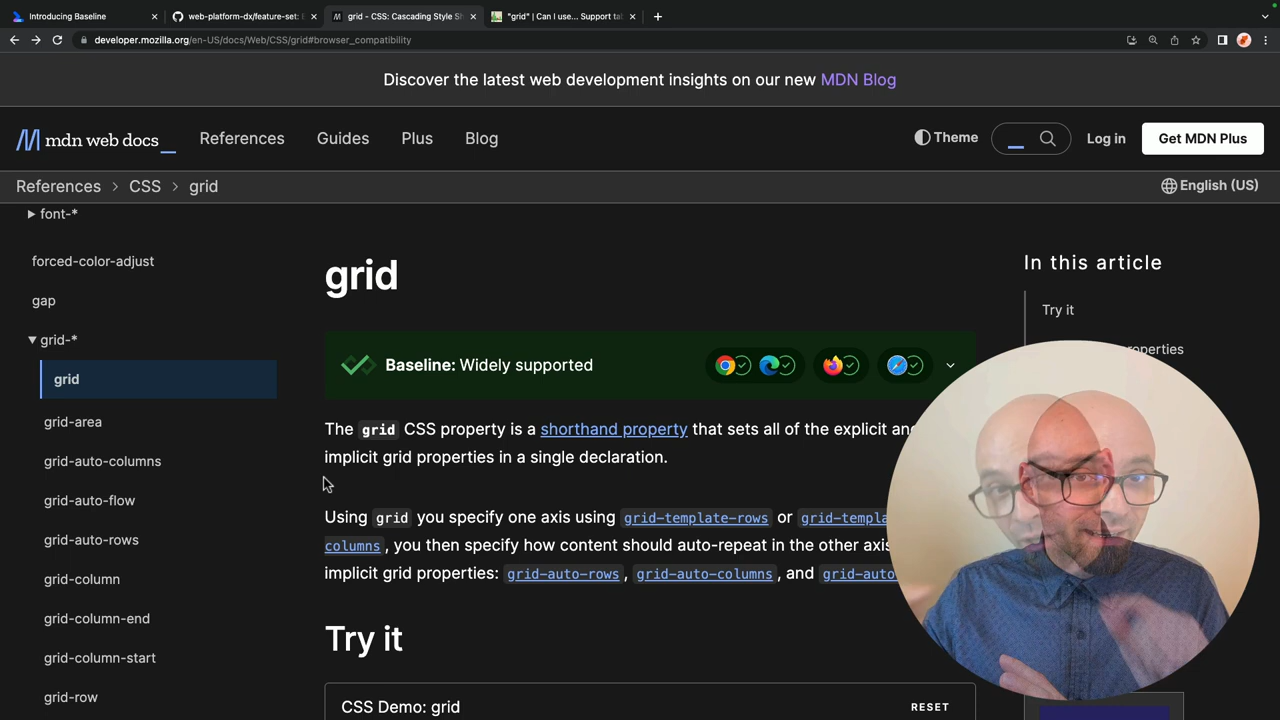 Introducing Baseline
web-platform-dx/feature-set: E
grid - CSS: Cascading Style Sh
"grid" | Can I use... Support tab
developer.mozilla.org/en-US/docs/Web/CSS/grid#browser_compatibility
Discover the latest web development insights on our new MDN Blog
mdn web docs_
References
Guides
Plus
Blog
Theme
Log in
Get MDN Plus
References > CSS > grid
English (US)
font-*
forced-color-adjust
gap
grid-*
grid
grid-area
grid-auto-columns
grid-auto-flow
grid-auto-rows
grid-column
grid-column-end
grid-column-start
grid-row
grid
Baseline: Widely supported
The grid CSS property is a shorthand property that sets all of the explicit an
implicit grid properties in a single declaration.
Using grid you specify one axis using grid-template-rows or grid-templa
columns, you then specify how content should auto-repeat in the other axis
implicit grid properties: grid-auto-rows, grid-auto-columns, and grid-auto
Try it
CSS Demo: grid
RESET
In this article
Try it
properties